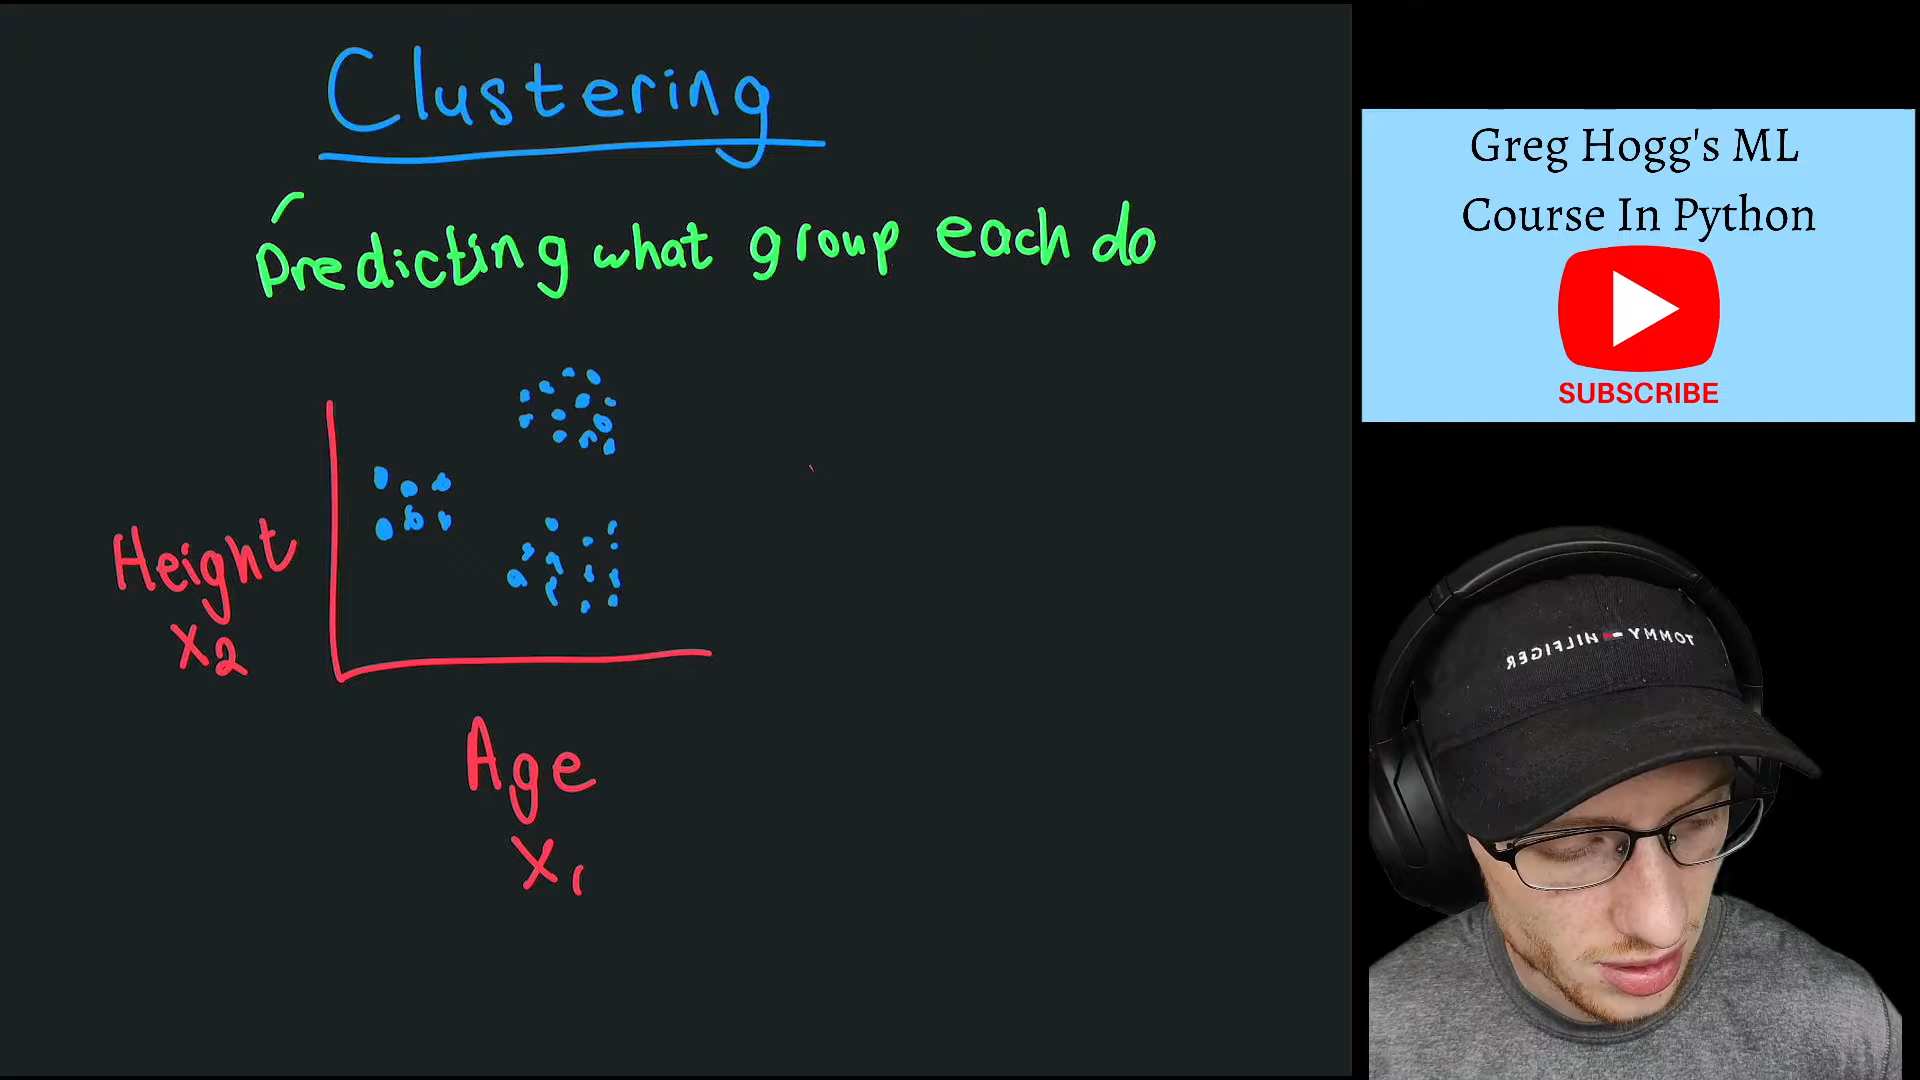 Clustering
Predicting what group each do
Height
X2
Age
X1
Greg Hogg's ML
Course In Python
SUBSCRIBE
TOMMY HILFIGER